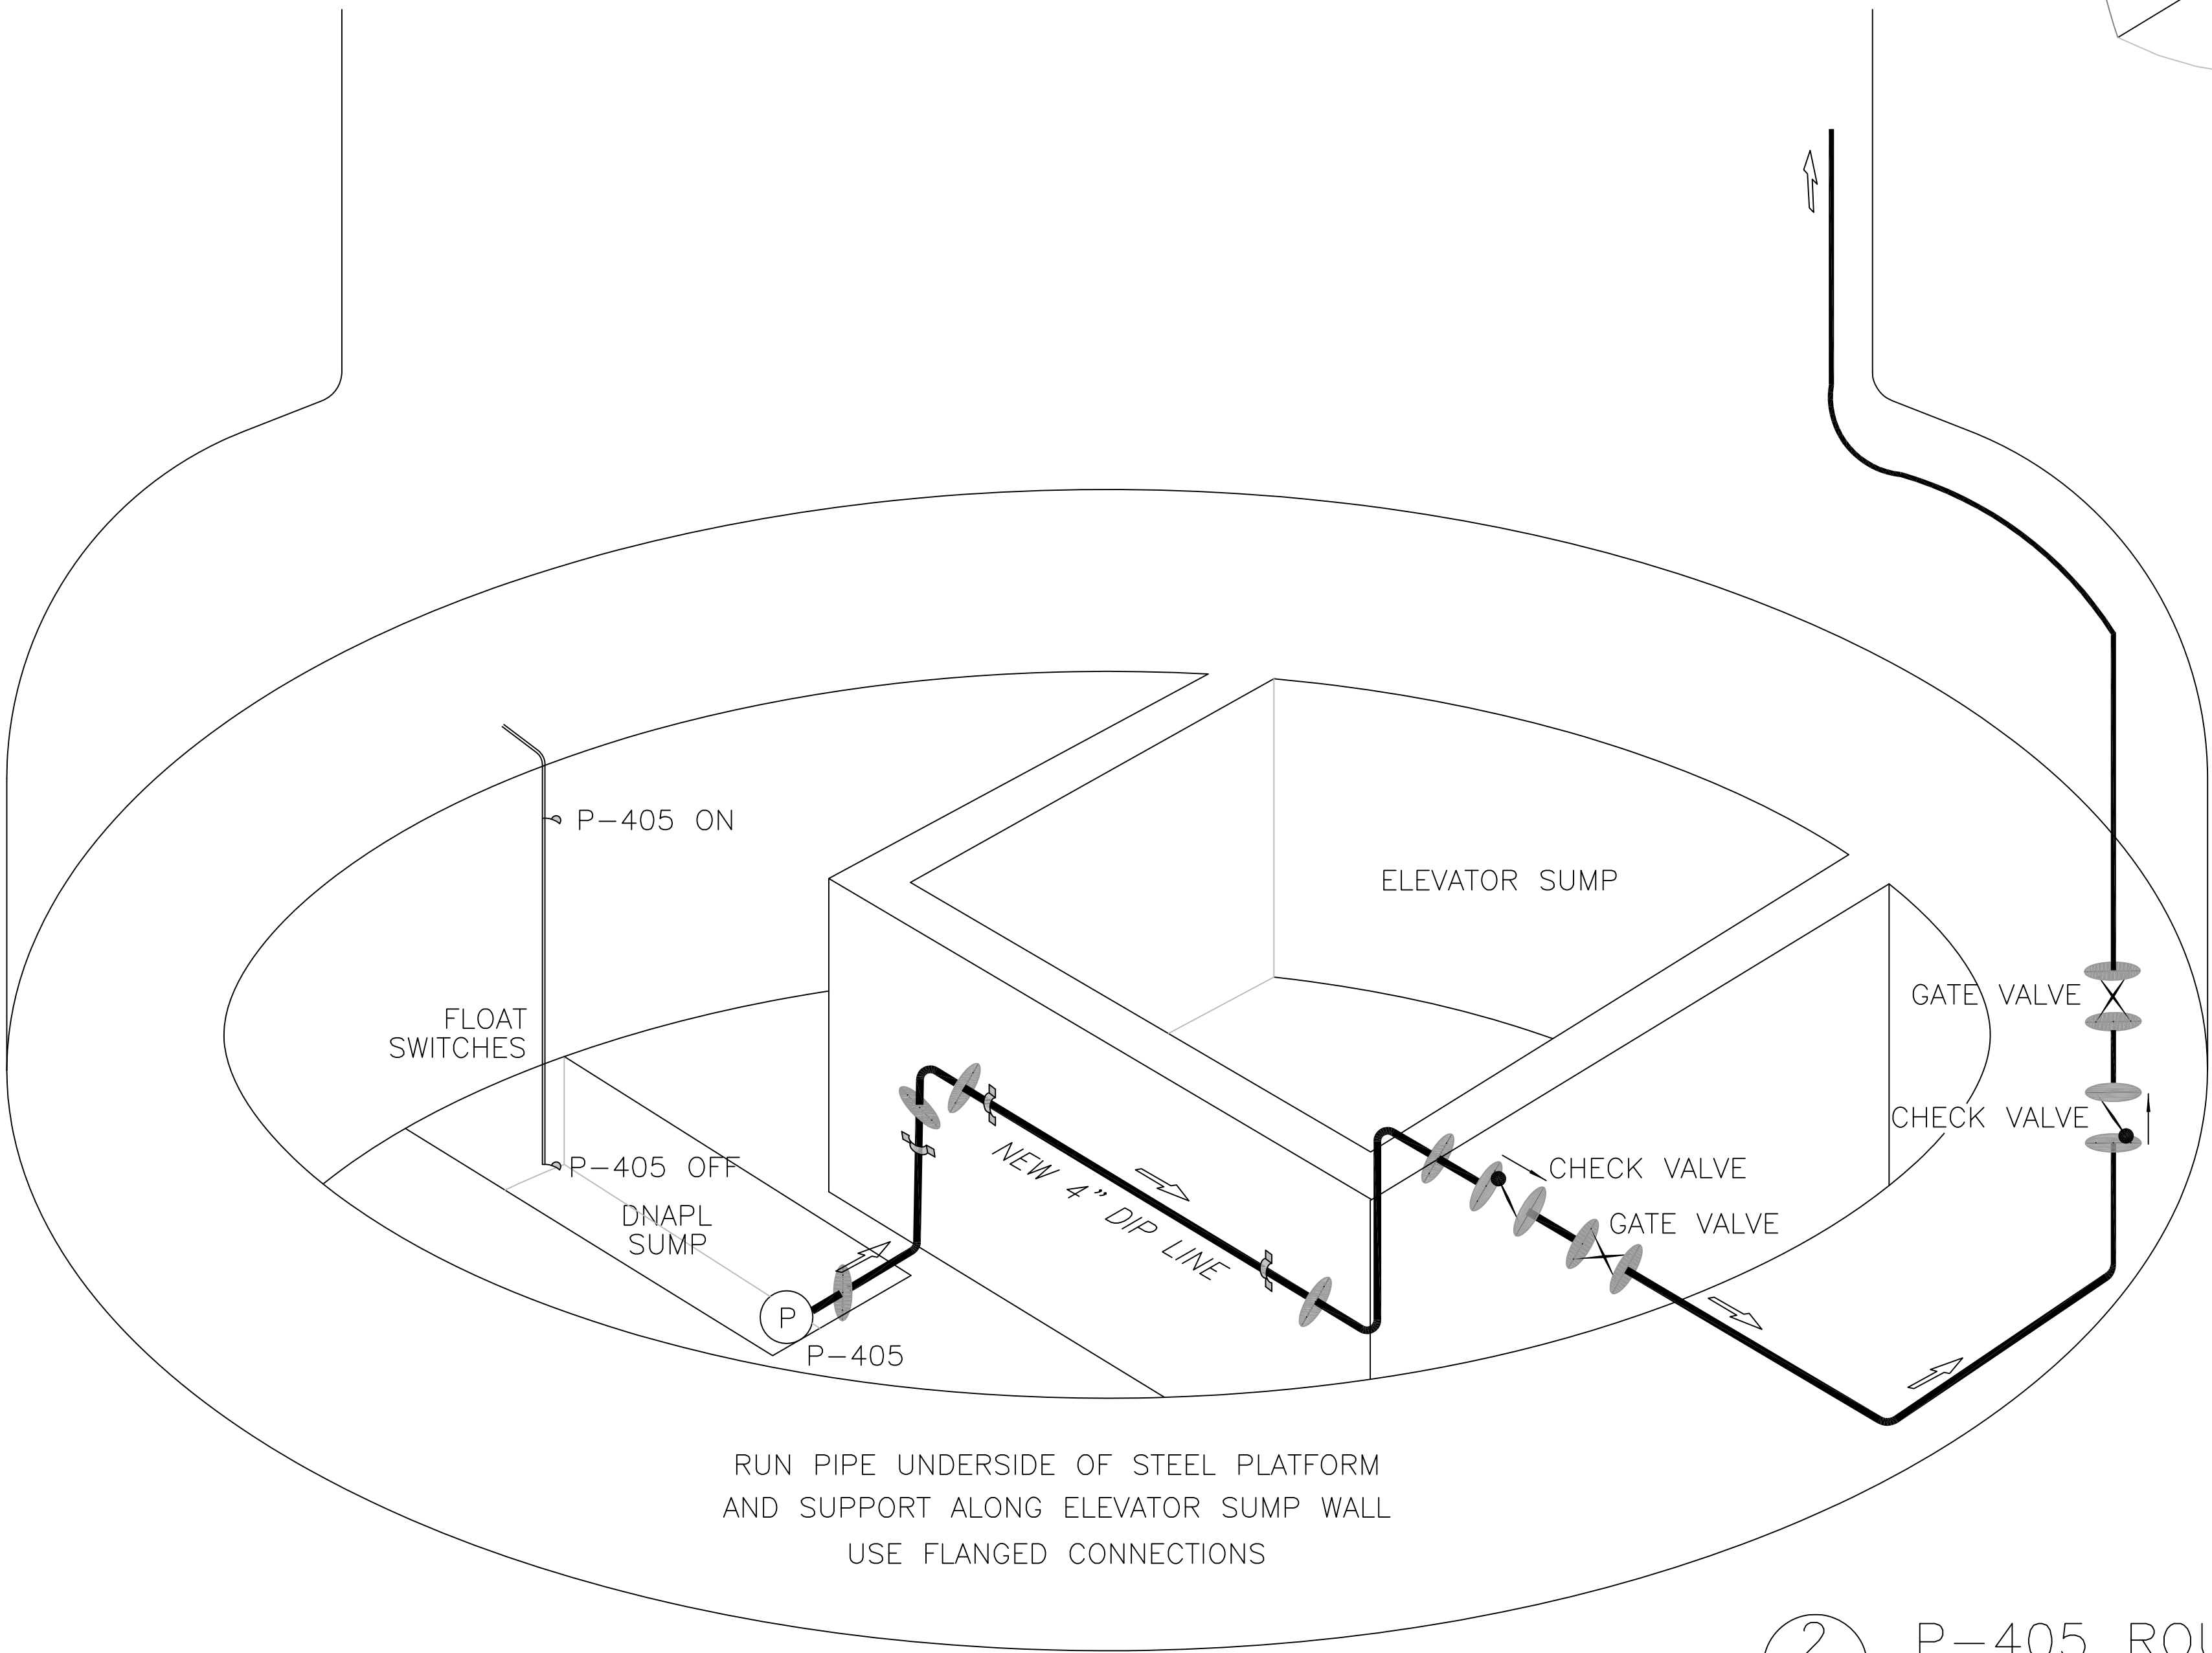 P-405 ON
ELEVATOR SUMP
GATE VALVE
FLOAT
SWITCHES
CHECK VALVE
P-405 OFF
CHECK VALVE
DNAPL
SUMP
GATE VALVE
NEW 4" DIP LINE
P
P-405
RUN PIPE UNDERSIDE OF STEEL PLATFORM
AND SUPPORT ALONG ELEVATOR SUMP WALL
USE FLANGED CONNECTIONS
2
P-405